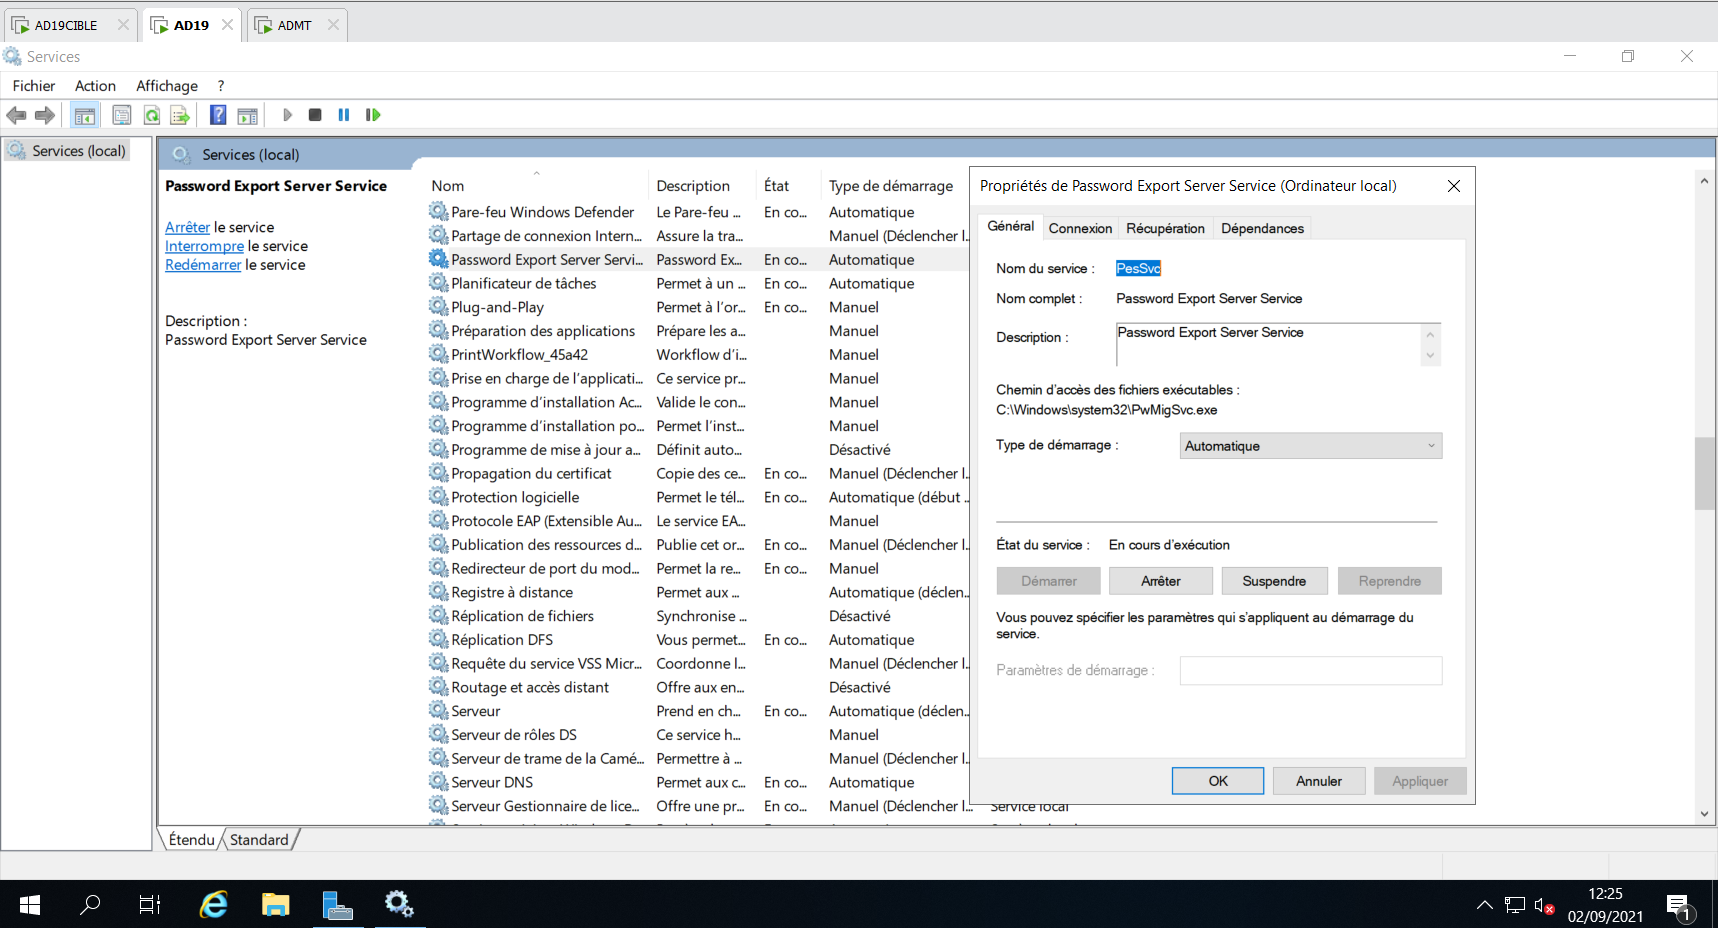 AD19CIBLE
AD19
ADMT
Services
Fichier Action Affichage ?
Services (local)
Services (local)
Password Export Server Service
Arrêter le service
Interrompre le service
Redémarrer le service
Description :
Password Export Server Service
Nom Description État Type de démarrage
Pare-feu Windows Defender Le Pare-feu ... En co... Automatique
Partage de connexion Intern... Assure la tra... Manuel (Déclencher l...
Password Export Server Servi... Password Ex... En co... Automatique
Planificateur de tâches Permet à un ... En co... Automatique
Plug-and-Play Permet à l'or... En co... Manuel
Préparation des applications Prépare les a... Manuel
PrintWorkflow_45a42 Workflow d'i... Manuel
Prise en charge de l'applicati... Ce service pr... Manuel
Programme d'installation Ac... Valide le con... Manuel
Programme d'installation po... Permet l'inst... Manuel
Programme de mise à jour a... Définit auto... Désactivé
Propagation du certificat Copie des ce... En co... Manuel (Déclencher l...
Protection logicielle Permet le tél... En co... Automatique (début ...
Protocole EAP (Extensible Au... Le service EA... Manuel
Publication des ressources d... Publie cet or... En co... Manuel (Déclencher l...
Redirecteur de port du mod... Permet la re... En co... Manuel
Registre à distance Permet aux ... Automatique (déclen...
Réplication de fichiers Synchronise ... Désactivé
Réplication DFS Vous permet... En co... Automatique
Requête du service VSS Micr... Coordonne l... Manuel (Déclencher l...
Routage et accès distant Offre aux en... Désactivé
Serveur Prend en ch... En co... Automatique (déclen...
Serveur de rôles DS Ce service h... Manuel
Serveur de trame de la Camé... Permettre à ... Manuel (Déclencher l...
Serveur DNS Permet aux c... En co... Automatique
Serveur Gestionnaire de lice... Offre une pr... En co... Manuel (Déclencher l... Service local
Étendu Standard
Propriétés de Password Export Server Service (Ordinateur local)
Général Connexion Récupération Dépendances
Nom du service : PesSvc
Nom complet : Password Export Server Service
Description : Password Export Server Service
Chemin d'accès des fichiers exécutables :
C:\Windows\system32\PwMigSvc.exe
Type de démarrage : Automatique
État du service : En cours d'exécution
Démarrer Arrêter Suspendre Reprendre
Vous pouvez spécifier les paramètres qui s'appliquent au démarrage du
service.
Paramètres de démarrage :
OK Annuler Appliquer
12:25
02/09/2021
1